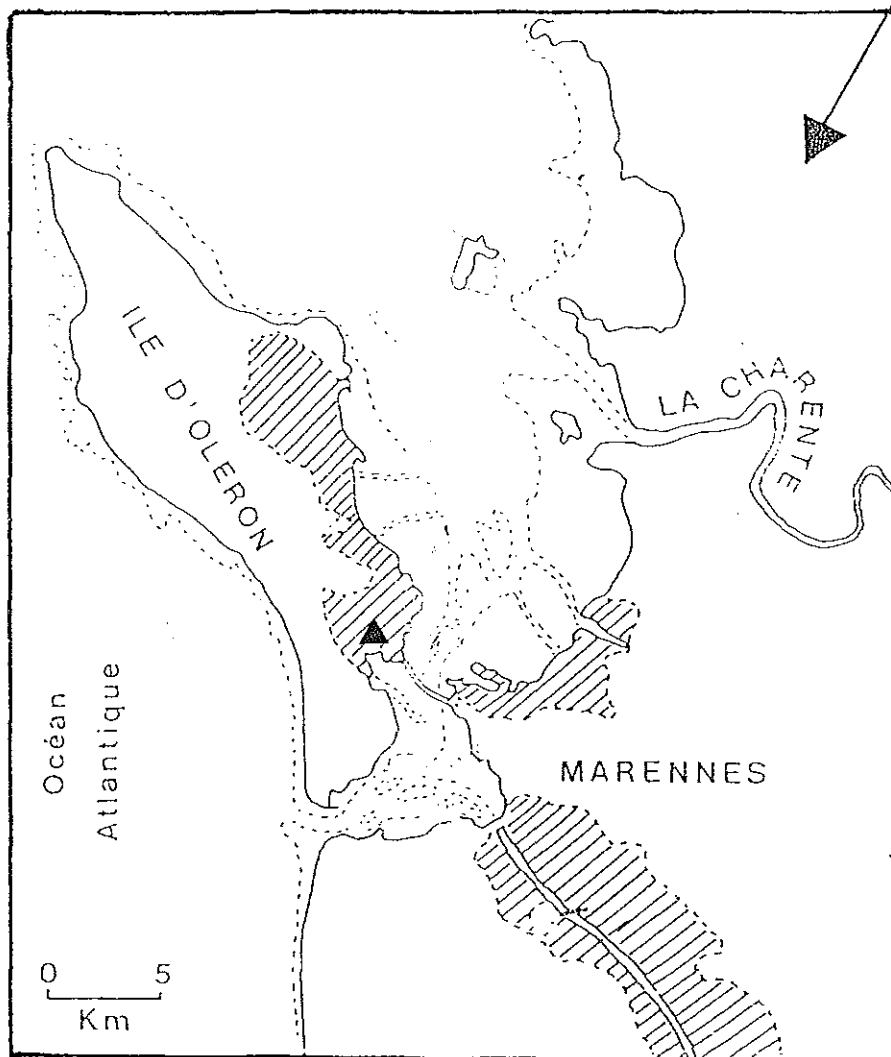 ILE D'OLERON
LA CHARENTE
Océan
Atlantique
MARENNES
0 5
Km